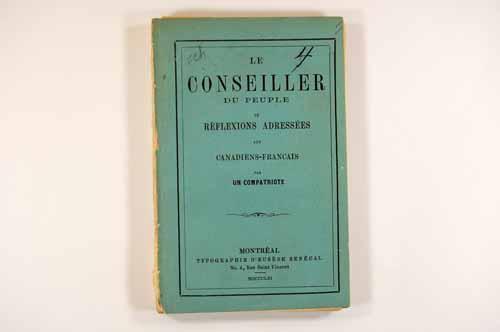 4
LE
CONSEILLER
DU PEUPLE
OU
RÉFLEXIONS ADRESSÉES
AUX
CANADIENS-FRANÇAIS
PAR
UN COMPATRIOTE
MONTRÉAL
TYPOGRAPHIE D'EUSÈBE SENÉCAL
No. 4, Rue Saint Vincent